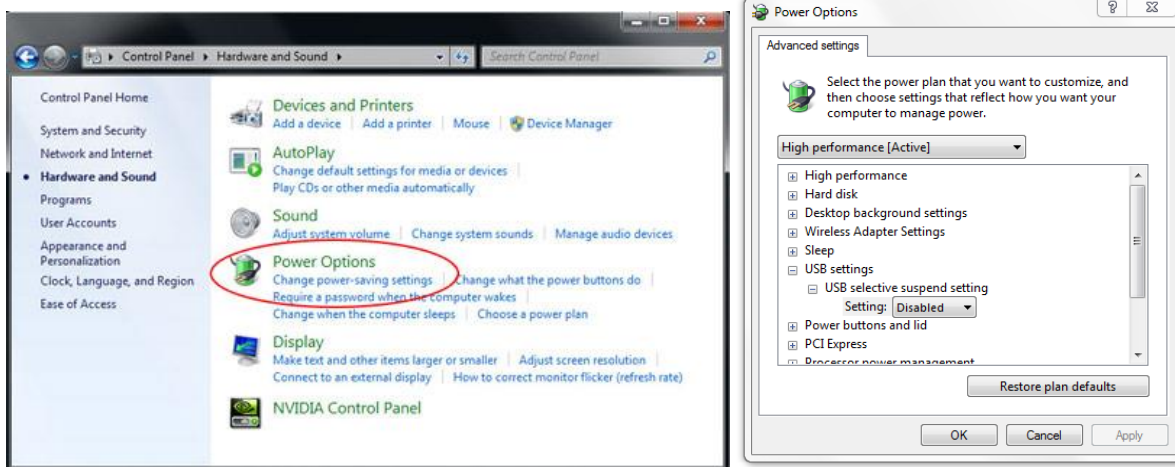 Control Panel Hardware and Sound Search Control Panel
Control Panel Home
System and Security
Network and Internet
Hardware and Sound
Programs
User Accounts
Appearance and
Personalization
Clock, Language, and Region
Ease of Access
Devices and Printers
Add a device Add a printer Mouse Device Manager
AutoPlay
Change default settings for media or devices
Play CDs or other media automatically
Sound
Adjust system volume Change system sounds Manage audio devices
Power Options
Change power-saving settings Change what the power buttons do
Require a password when the computer wakes
Change when the computer sleeps Choose a power plan
Display
Make text and other items larger or smaller Adjust screen resolution
Connect to an external display How to correct monitor flicker (refresh rate)
NVIDIA Control Panel
Power Options
Advanced settings
Select the power plan that you want to customize, and
then choose settings that reflect how you want your
computer to manage power.
High performance [Active]
High performance
Hard disk
Desktop background settings
Wireless Adapter Settings
Sleep
USB settings
USB selective suspend setting
Setting: Disabled
Power buttons and lid
PCI Express
Processor power management
Restore plan defaults
OK Cancel Apply